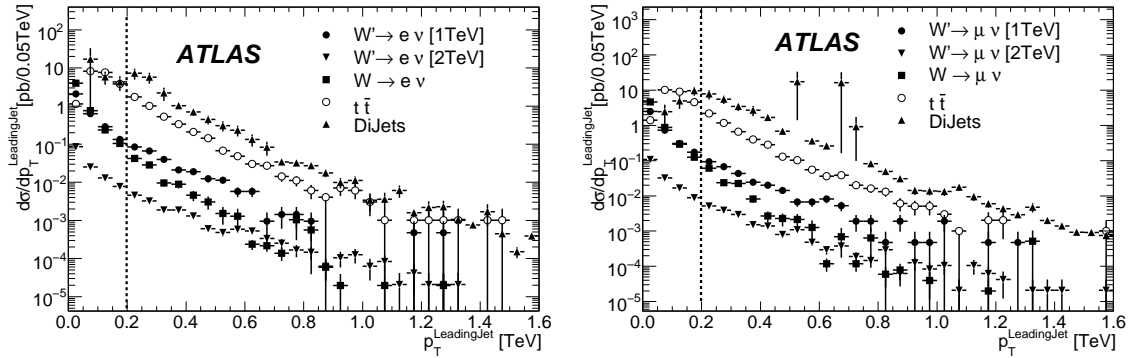 dσ/dp_T^LeadingJet [pb/0.05TeV]
10²
10
1
10⁻¹
10⁻²
10⁻³
10⁻⁴
10⁻⁵
ATLAS
W'→ e ν [1TeV]
W'→ e ν [2TeV]
W → e ν
t t̄
DiJets
0.0 0.2 0.4 0.6 0.8 1.0 1.2 1.4 1.6
p_T^LeadingJet [TeV]
dσ/dp_T^LeadingJet [pb/0.05TeV]
10²
10
1
10⁻¹
10⁻²
10⁻³
10⁻⁴
10⁻⁵
ATLAS
W'→ μ ν [1TeV]
W'→ μ ν [2TeV]
W → μ ν
t t̄
DiJets
0.0 0.2 0.4 0.6 0.8 1.0 1.2 1.4 1.6
p_T^LeadingJet [TeV]